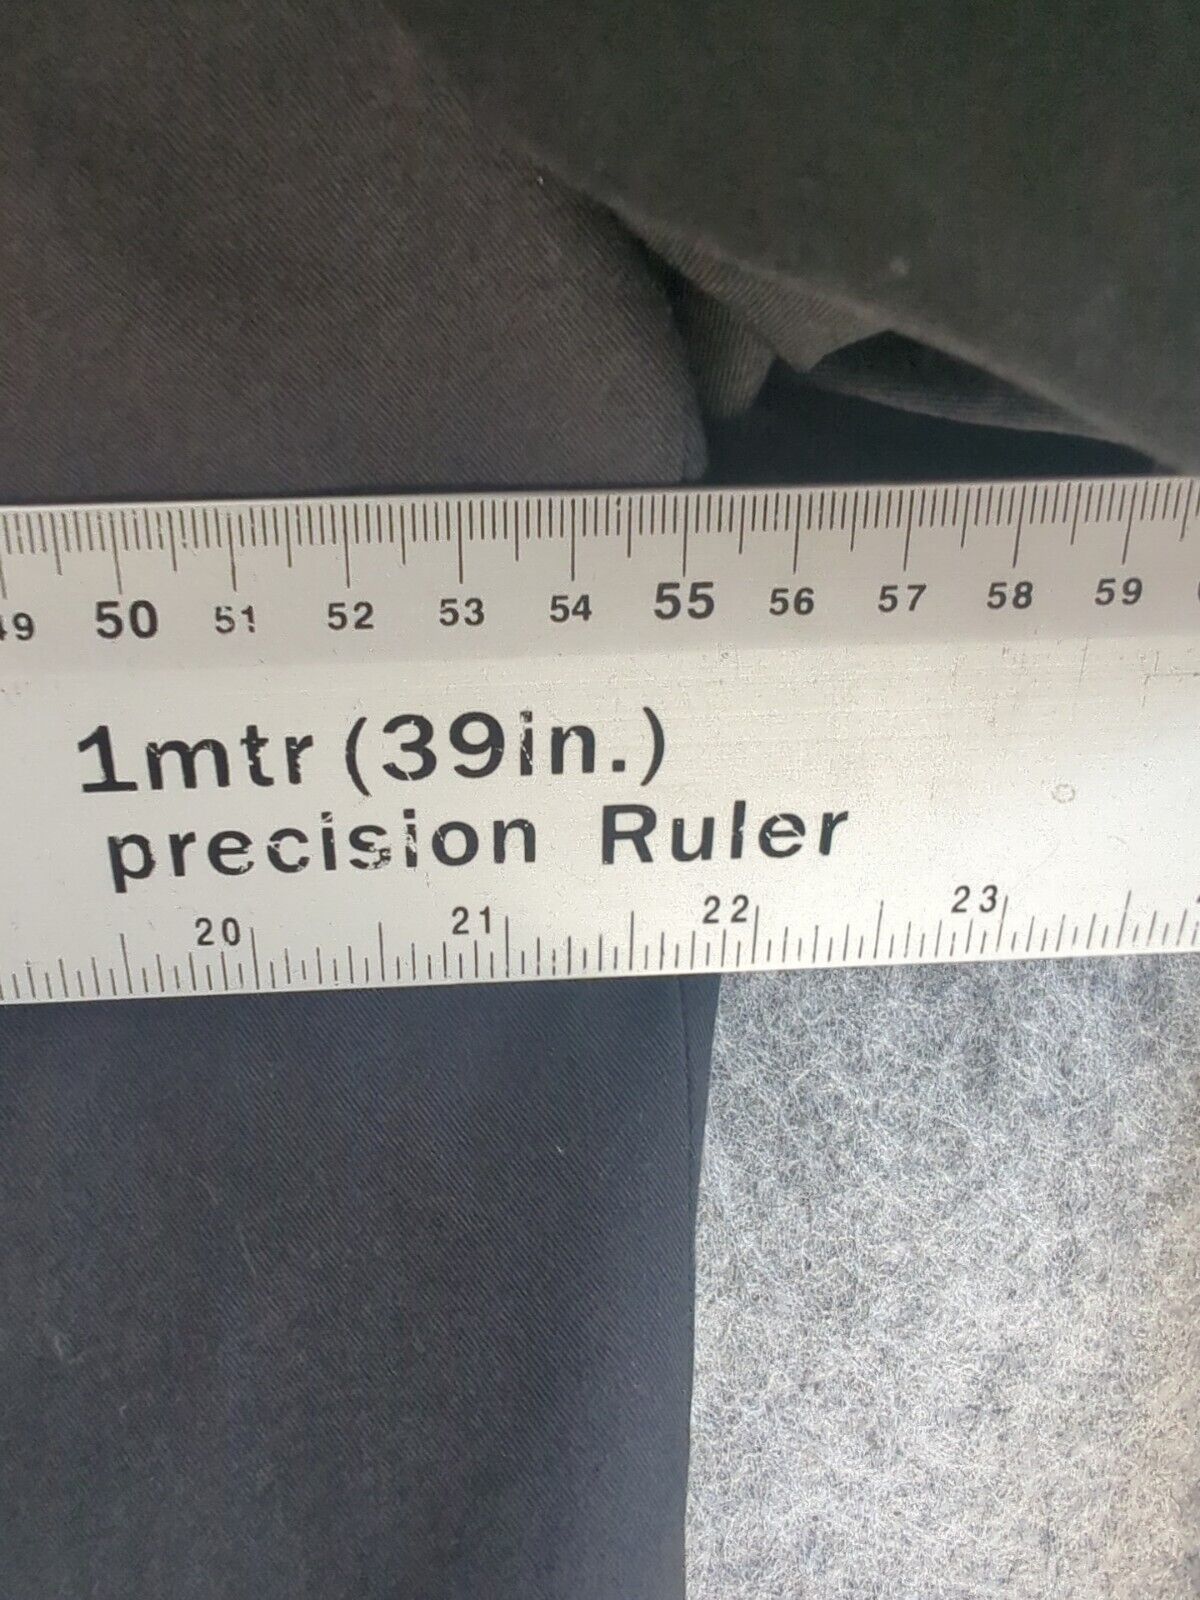 49 50 51 52 53 54 55 56 57 58 59
1mtr (39in.)
precision Ruler
20 21 22 23